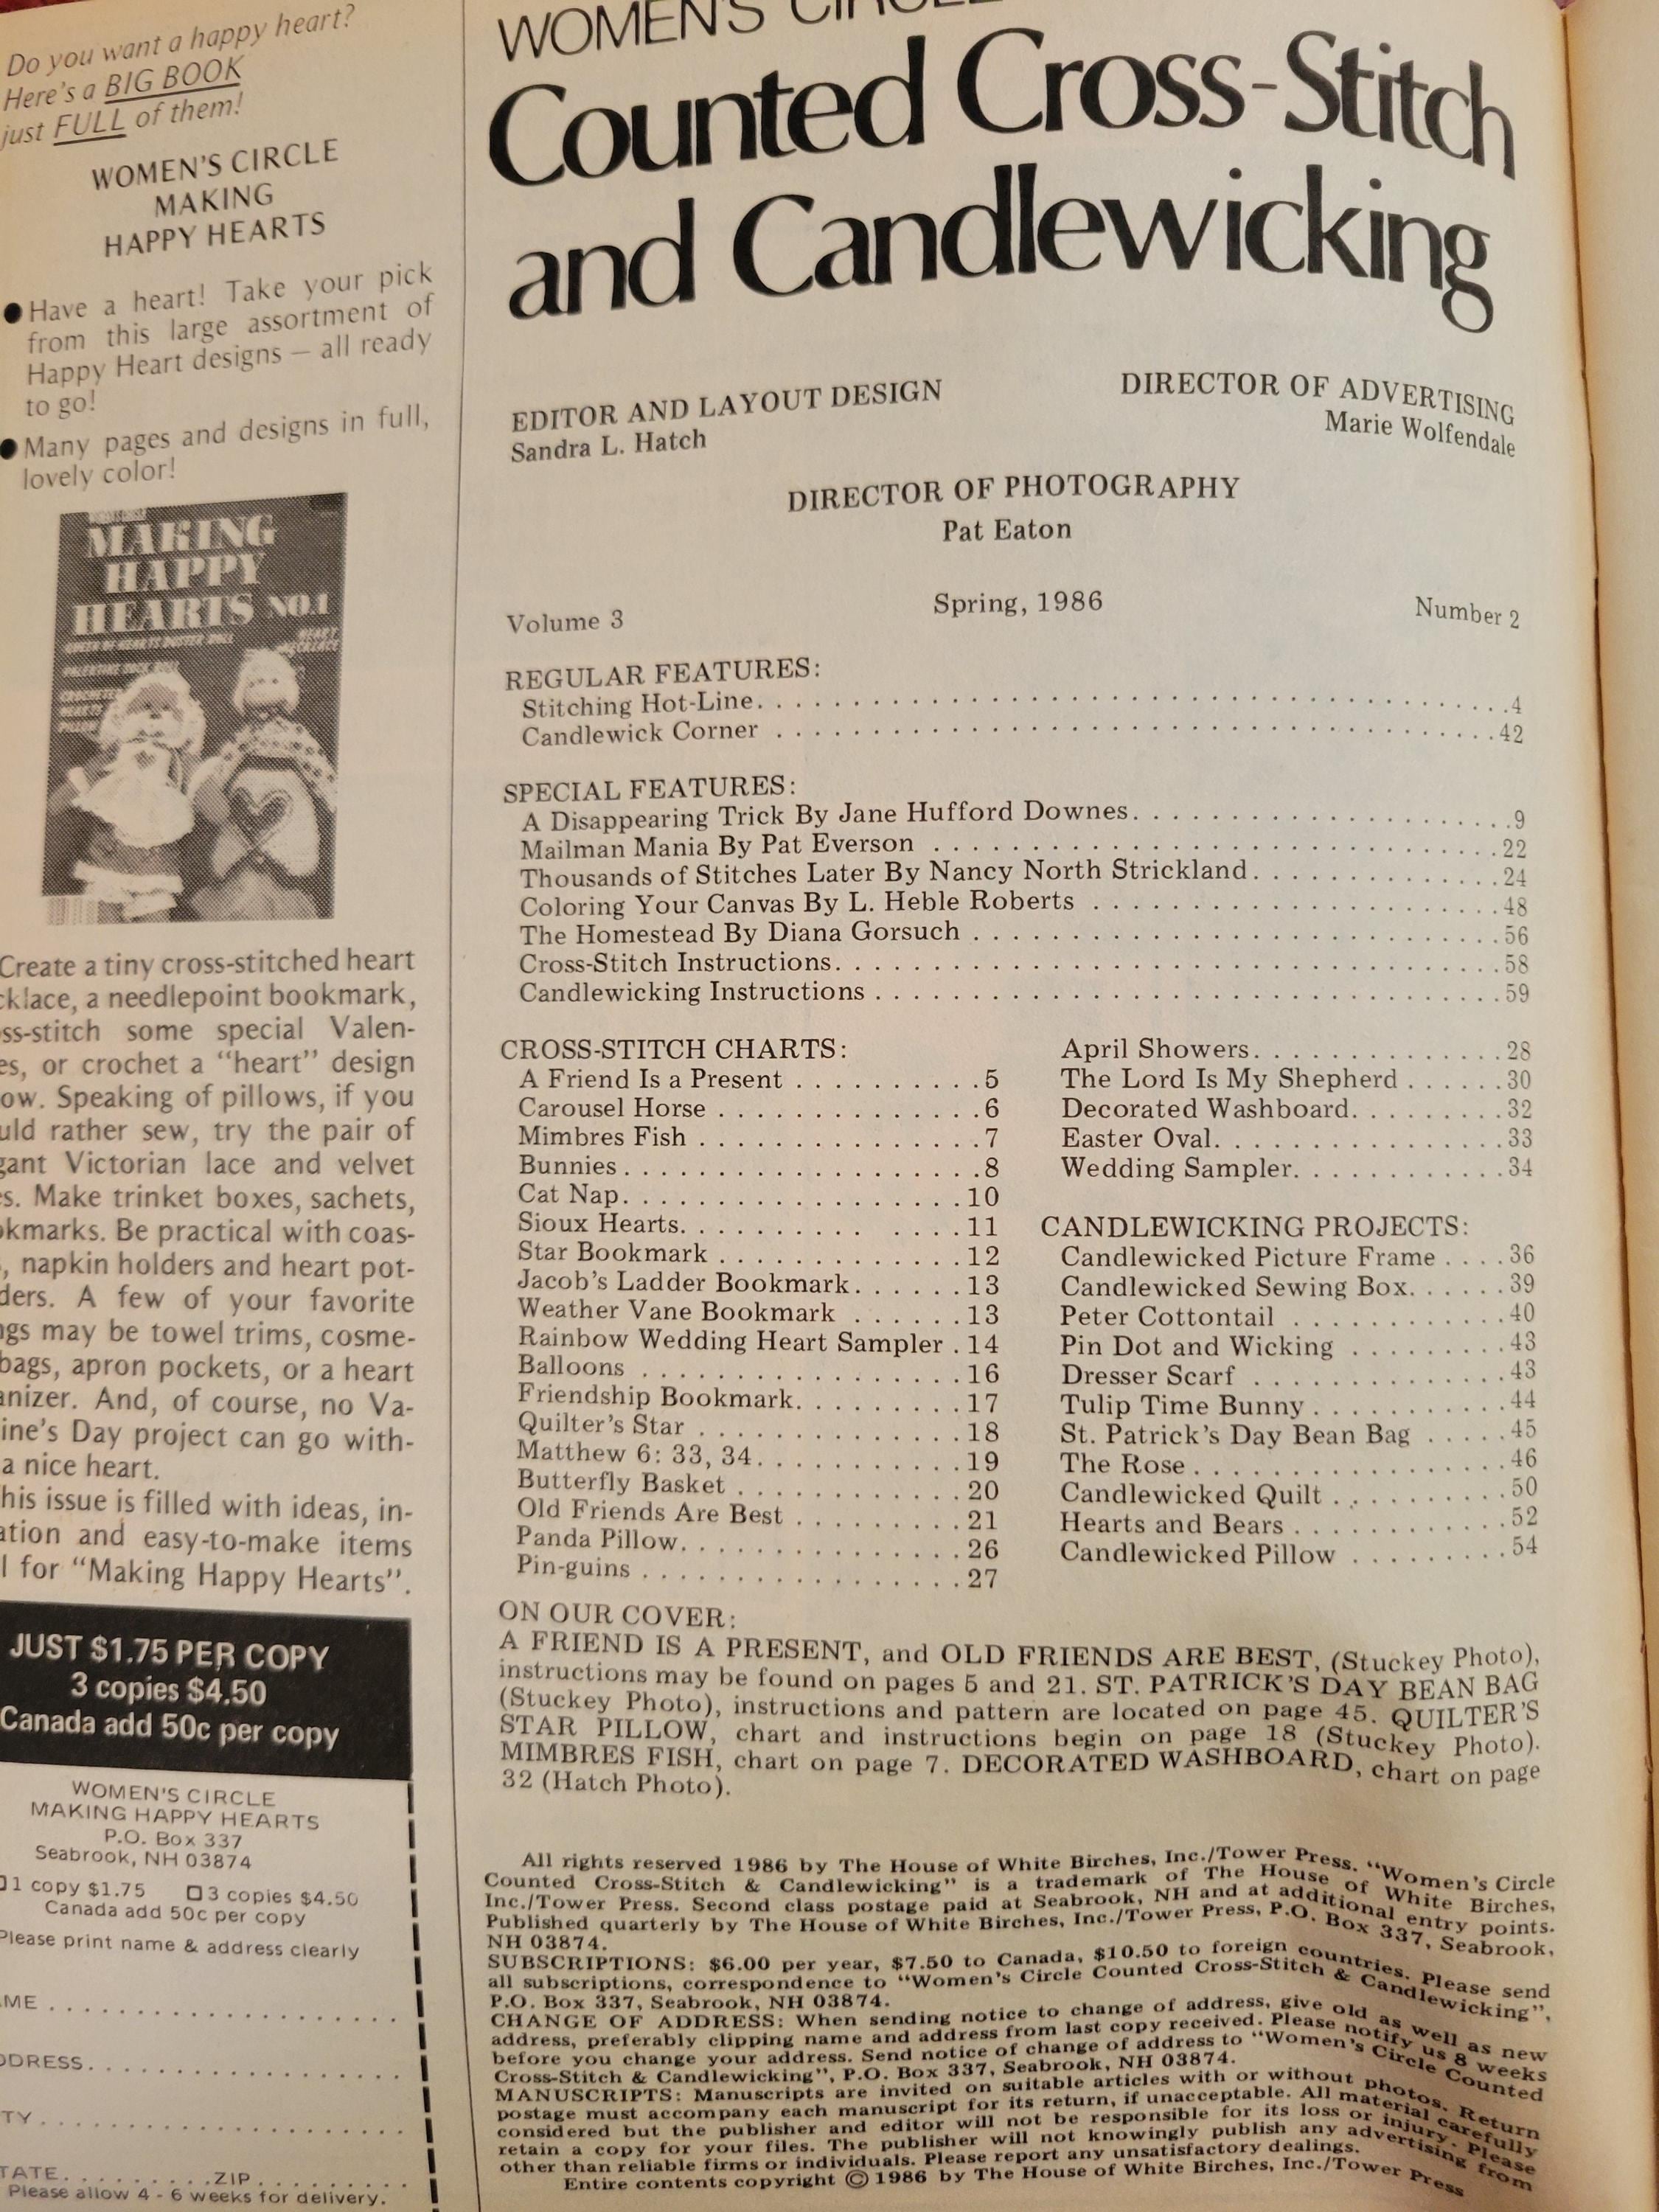 Do you want a happy heart?
Here's a BIG BOOK
just FULL of them!
WOMEN'S CIRCLE
MAKING
HAPPY HEARTS
● Have a heart! Take your pick
from this large assortment of
Happy Heart designs — all ready
to go!
● Many pages and designs in full,
lovely color!
MAKING
HAPPY
HEARTS NO.1
Create a tiny cross-stitched heart
cklace, a needlepoint bookmark,
ss-stitch some special Valen-
es, or crochet a "heart" design
ow. Speaking of pillows, if you
uld rather sew, try the pair of
gant Victorian lace and velvet
s. Make trinket boxes, sachets,
okmarks. Be practical with coas-
, napkin holders and heart pot-
ders. A few of your favorite
ngs may be towel trims, cosme-
bags, apron pockets, or a heart
anizer. And, of course, no Va-
ine's Day project can go with-
a nice heart.
his issue is filled with ideas, in-
ation and easy-to-make items
l for "Making Happy Hearts".
JUST $1.75 PER COPY
3 copies $4.50
Canada add 50c per copy
WOMEN'S CIRCLE
MAKING HAPPY HEARTS
P.O. Box 337
Seabrook, NH 03874
☐ 1 copy $1.75 ☐ 3 copies $4.50
Canada add 50c per copy
Please print name & address clearly
AME . . . . . . . . . . . . . . . . . . . .
DDRESS. . . . . . . . . . . . . . . . . .
TY . . . . . . . . . . . . . . . . . . . . .
TATE. . . . . . . . . .ZIP . . . . . . . .
Please allow 4 - 6 weeks for delivery.
WOMEN'S CIRCLE
Counted Cross-Stitch
and Candlewicking
EDITOR AND LAYOUT DESIGN
Sandra L. Hatch
DIRECTOR OF ADVERTISING
Marie Wolfendale
DIRECTOR OF PHOTOGRAPHY
Pat Eaton
Volume 3 Spring, 1986 Number 2
REGULAR FEATURES:
Stitching Hot-Line. . . . . . . . . . 4
Candlewick Corner . . . . . . . . . . 42
SPECIAL FEATURES:
A Disappearing Trick By Jane Hufford Downes. . . . . . . . . . 9
Mailman Mania By Pat Everson . . . . . . . . . . 22
Thousands of Stitches Later By Nancy North Strickland. . . . . . . . . . 24
Coloring Your Canvas By L. Heble Roberts . . . . . . . . . . 48
The Homestead By Diana Gorsuch . . . . . . . . . . 56
Cross-Stitch Instructions. . . . . . . . . . 58
Candlewicking Instructions . . . . . . . . . . 59
CROSS-STITCH CHARTS:
A Friend Is a Present . . . . . . . . . . 5
Carousel Horse . . . . . . . . . . 6
Mimbres Fish . . . . . . . . . . 7
Bunnies . . . . . . . . . . 8
Cat Nap. . . . . . . . . . 10
Sioux Hearts. . . . . . . . . . 11
Star Bookmark . . . . . . . . . . 12
Jacob's Ladder Bookmark. . . . . . 13
Weather Vane Bookmark . . . . . . 13
Rainbow Wedding Heart Sampler . 14
Balloons . . . . . . . . . . 16
Friendship Bookmark. . . . . . . . . 17
Quilter's Star . . . . . . . . . . 18
Matthew 6: 33, 34. . . . . . . . . . 19
Butterfly Basket . . . . . . . . . . 20
Old Friends Are Best . . . . . . . . . 21
Panda Pillow. . . . . . . . . . 26
Pin-guins . . . . . . . . . . 27
April Showers. . . . . . . . . . 28
The Lord Is My Shepherd . . . . . . 30
Decorated Washboard. . . . . . . . . 32
Easter Oval. . . . . . . . . . 33
Wedding Sampler. . . . . . . . . . 34
CANDLEWICKING PROJECTS:
Candlewicked Picture Frame . . . . 36
Candlewicked Sewing Box. . . . . . 39
Peter Cottontail . . . . . . . . . . 40
Pin Dot and Wicking . . . . . . . . . 43
Dresser Scarf . . . . . . . . . . 43
Tulip Time Bunny . . . . . . . . . . 44
St. Patrick's Day Bean Bag . . . . . 45
The Rose . . . . . . . . . . 46
Candlewicked Quilt . . . . . . . . . . 50
Hearts and Bears . . . . . . . . . . 52
Candlewicked Pillow . . . . . . . . . 54
ON OUR COVER:
A FRIEND IS A PRESENT, and OLD FRIENDS ARE BEST, (Stuckey Photo),
instructions may be found on pages 5 and 21. ST. PATRICK'S DAY BEAN BAG
(Stuckey Photo), instructions and pattern are located on page 45. QUILTER'S
STAR PILLOW, chart and instructions begin on page 18 (Stuckey Photo).
MIMBRES FISH, chart on page 7. DECORATED WASHBOARD, chart on page
32 (Hatch Photo).
All rights reserved 1986 by The House of White Birches, Inc./Tower Press. "Women's Circle
Counted Cross-Stitch & Candlewicking" is a trademark of The House of White Birches,
Inc./Tower Press. Second class postage paid at Seabrook, NH and at additional entry points.
Published quarterly by The House of White Birches, Inc./Tower Press, P.O. Box 337, Seabrook,
NH 03874.
SUBSCRIPTIONS: $6.00 per year, $7.50 to Canada, $10.50 to foreign countries. Please send
all subscriptions, correspondence to "Women's Circle Counted Cross-Stitch & Candlewicking",
P.O. Box 337, Seabrook, NH 03874.
CHANGE OF ADDRESS: When sending notice to change of address, give old as well as new
address, preferably clipping name and address from last copy received. Please notify us 8 weeks
before you change your address. Send notice of change of address to "Women's Circle Counted
Cross-Stitch & Candlewicking", P.O. Box 337, Seabrook, NH 03874.
MANUSCRIPTS: Manuscripts are invited on suitable articles with or without photos. Return
postage must accompany each manuscript for its return, if unacceptable. All material carefully
considered but the publisher and editor will not be responsible for its loss or injury. Please
retain a copy for your files. The publisher will not knowingly publish any advertising from
other than reliable firms or individuals. Please report any unsatisfactory dealings.
Entire contents copyright © 1986 by The House of White Birches, Inc./Tower Press